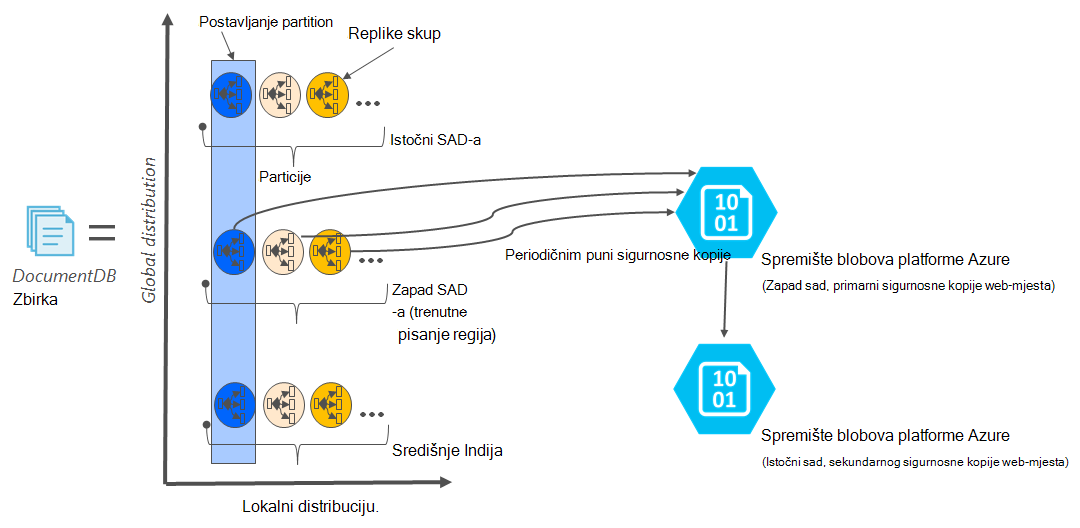 Postavljanje partition
Replike skup
Istočni SAD-a
Particije
Global distribution
DocumentDB
Zbirka
Periodičnim puni sigurnosne kopije
Zapad SAD
-a (trenutne
pisanje regija)
10
01
Spremište blobova platforme Azure
(Zapad sad, primarni sigurnosne kopije web-mjesta)
10
01
Spremište blobova platforme Azure
(Istočni sad, sekundarnog sigurnosne kopije web-mjesta)
Središnje Indija
Lokalni distribuciju.